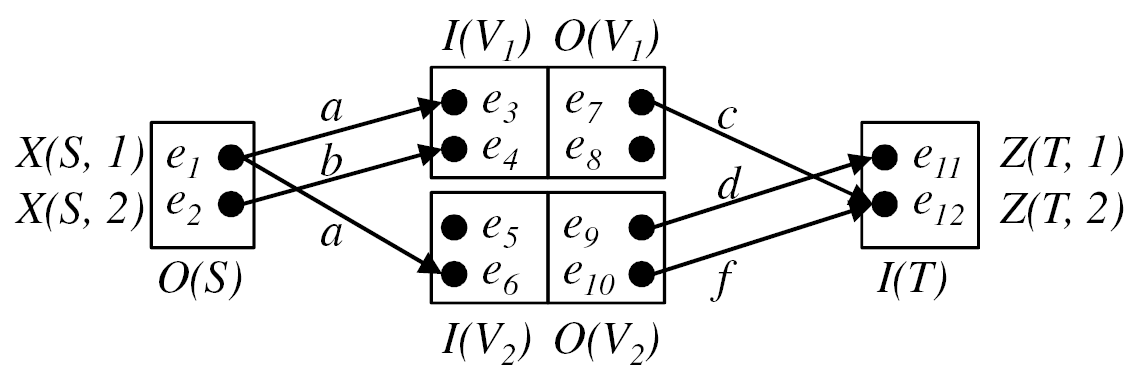 I(V₁) O(V₁)
a
e₃ e₇
c
X(S, 1) e₁
b
e₄ e₈
e₁₁ Z(T, 1)
X(S, 2) e₂
d
e₁₂ Z(T, 2)
a
e₅ e₉
O(S)
e₆ e₁₀
f
I(T)
I(V₂) O(V₂)